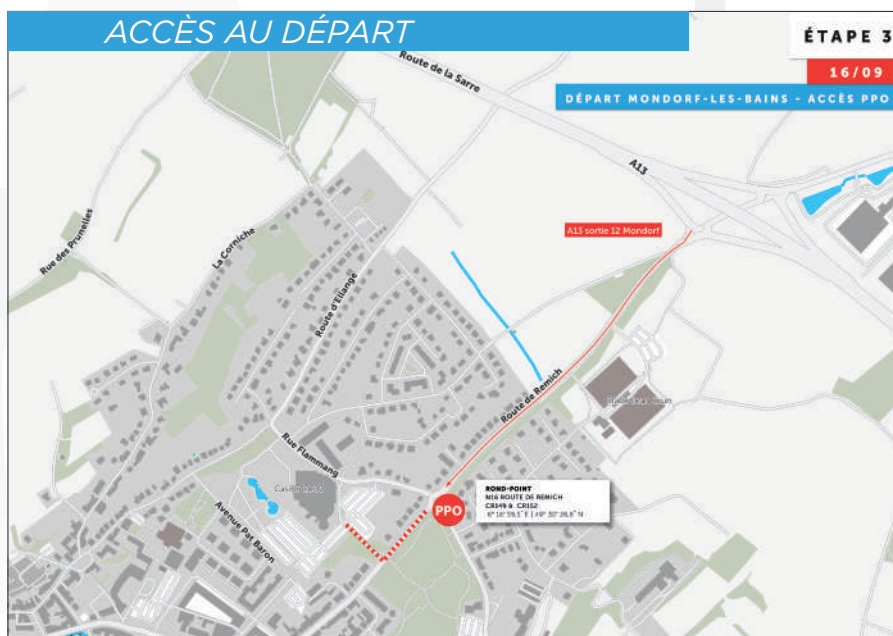 ACCÈS AU DÉPART
ÉTAPE 3
16/09
DÉPART MONDORF-LES-BAINS - ACCÈS PPO
Route de la Sarre
A13
A13 sortie 12 Mondorf
Rue des Prunelles
La Corniche
Route d'Ellange
Route de Remich
Rue Flammang
Avenue Pat Baron
PPO
ROND-POINT
N16 ROUTE DE REMICH
CR149 & CR152